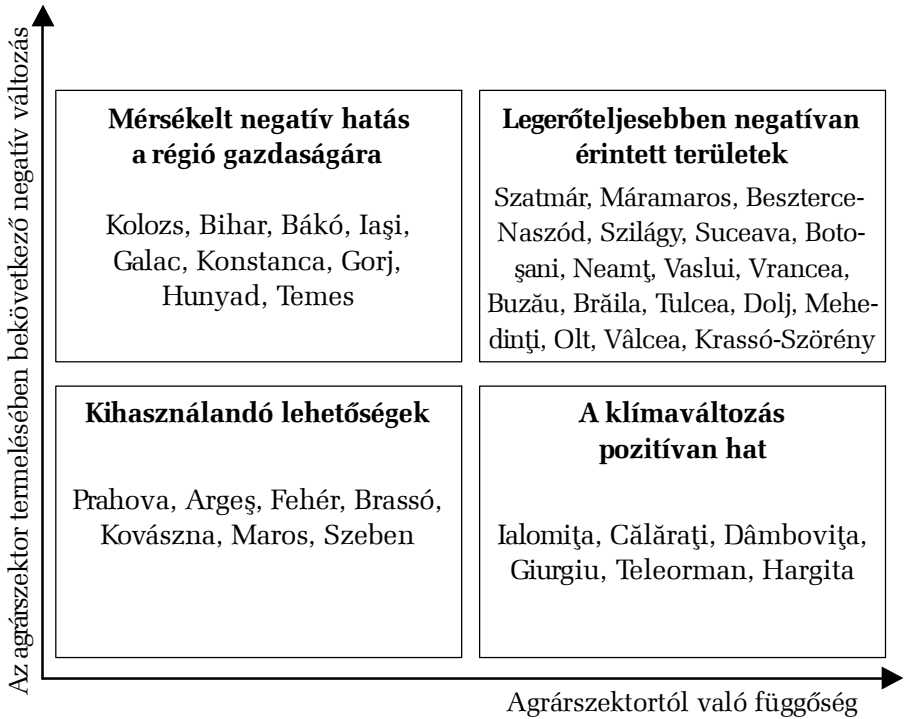 Az agrárszektor termelésében bekövetkező negatív változás
Mérsékelt negatív hatás
a régió gazdaságára
Kolozs, Bihar, Bákó, Iaşi,
Galac, Konstanca, Gorj,
Hunyad, Temes
Legerőteljesebben negatívan
érintett területek
Szatmár, Máramaros, Beszterce-
Naszód, Szilágy, Suceava, Boto-
şani, Neamţ, Vaslui, Vrancea,
Buzău, Brăila, Tulcea, Dolj, Mehe-
dinţi, Olt, Vâlcea, Krassó-Szörény
Kihasználandó lehetőségek
Prahova, Argeş, Fehér, Brassó,
Kovászna, Maros, Szeben
A klímaváltozás
pozitívan hat
Ialomiţa, Călăraţi, Dâmboviţa,
Giurgiu, Teleorman, Hargita
Agrárszektortól való függőség